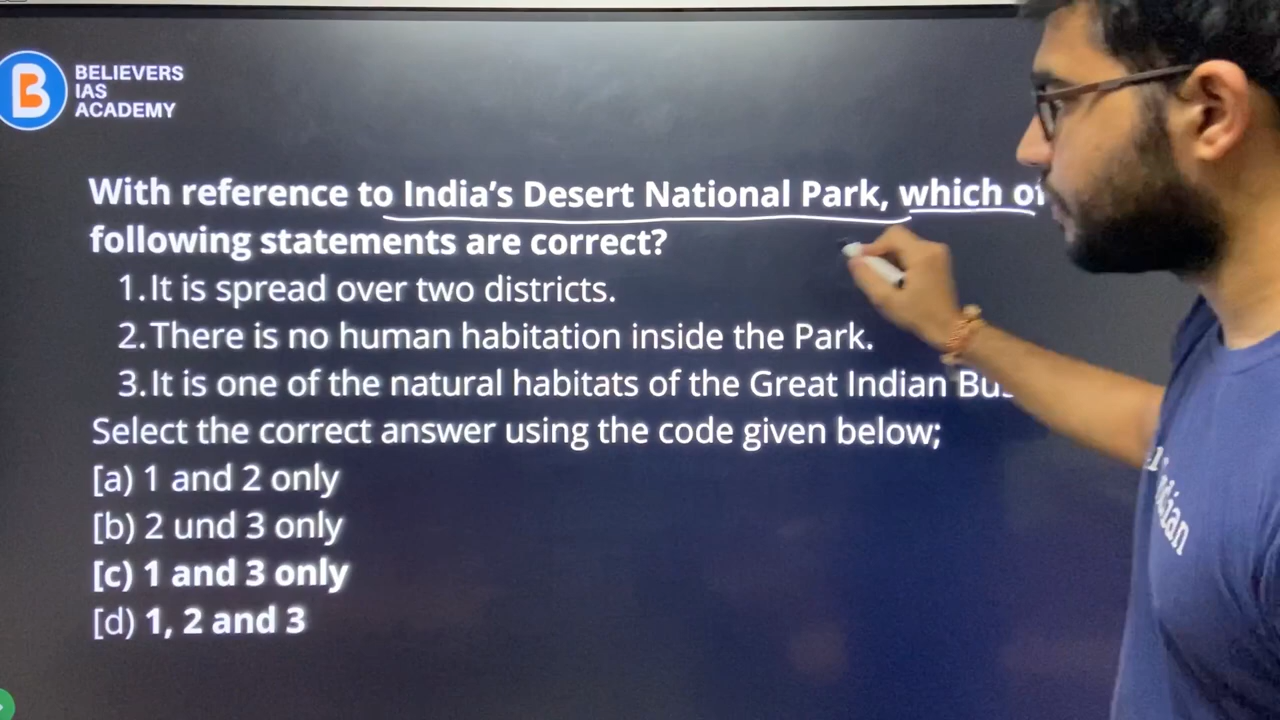 BELIEVERS
IAS
ACADEMY
With reference to India's Desert National Park, which of
following statements are correct?
1. It is spread over two districts.
2. There is no human habitation inside the Park.
3. It is one of the natural habitats of the Great Indian
Select the correct answer using the code given below;
[a) 1 and 2 only
[b) 2 und 3 only
[c) 1 and 3 only
[d) 1, 2 and 3